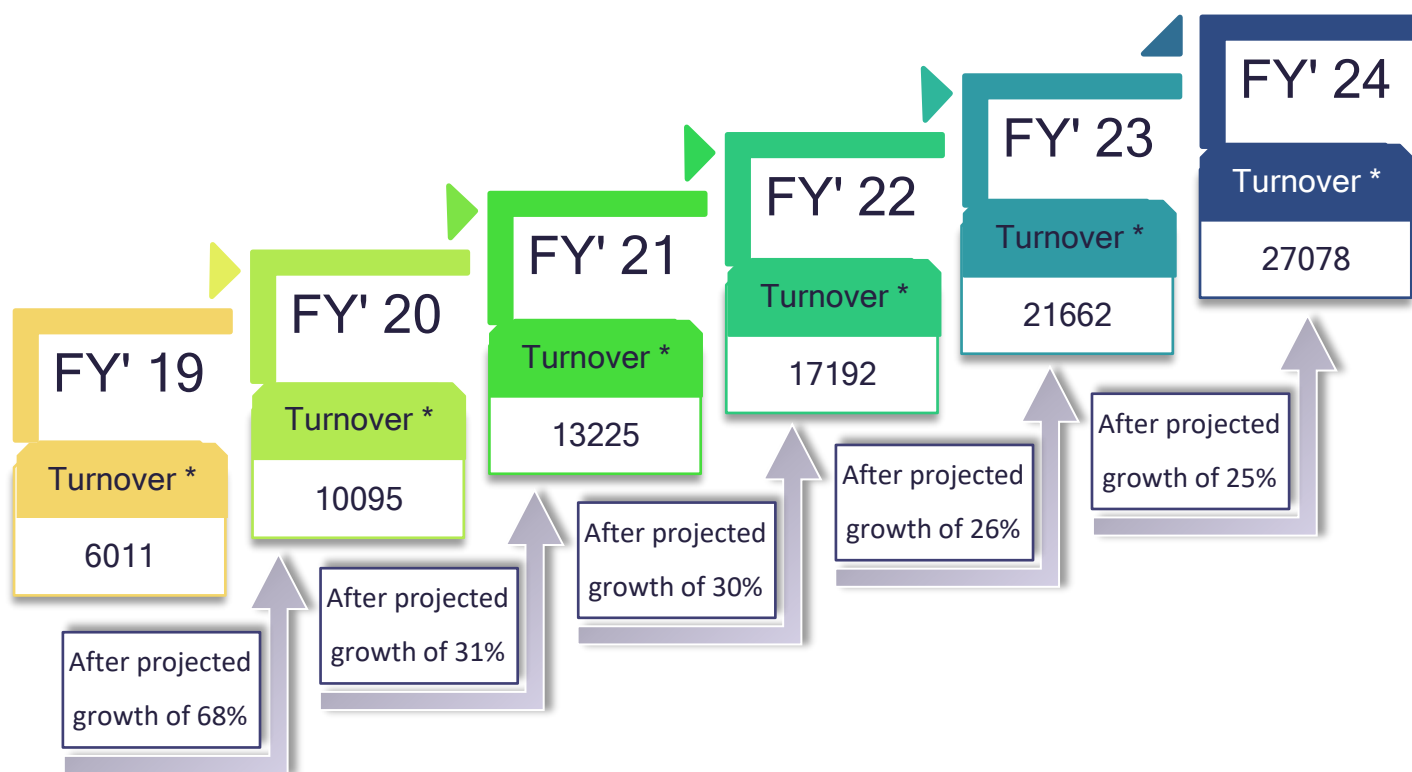 FY' 19
Turnover *
6011
After projected
growth of 68%
FY' 20
Turnover *
10095
After projected
growth of 31%
FY' 21
Turnover *
13225
After projected
growth of 30%
FY' 22
Turnover *
17192
After projected
growth of 26%
FY' 23
Turnover *
21662
After projected
growth of 25%
FY' 24
Turnover *
27078